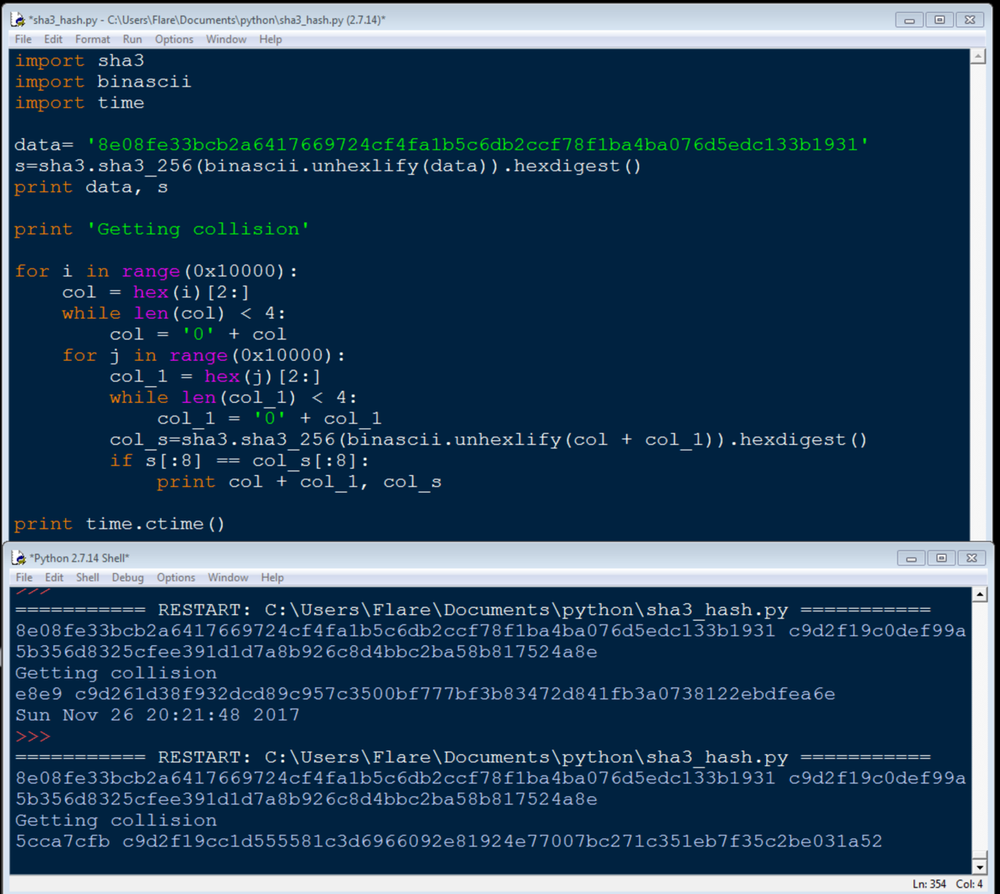 *sha3_hash.py - C:\Users\Flare\Documents\python\sha3_hash.py (2.7.14)*
File Edit Format Run Options Window Help
import sha3
import binascii
import time
data= '8e08fe33bcb2a6417669724cf4fa1b5c6db2ccf78f1ba4ba076d5edc133b1931'
s=sha3.sha3_256(binascii.unhexlify(data)).hexdigest()
print data, s
print 'Getting collision'
for i in range(0x10000):
    col = hex(i)[2:]
    while len(col) < 4:
        col = '0' + col
    for j in range(0x10000):
        col_1 = hex(j)[2:]
        while len(col_1) < 4:
            col_1 = '0' + col_1
        col_s=sha3.sha3_256(binascii.unhexlify(col + col_1)).hexdigest()
        if s[:8] == col_s[:8]:
            print col + col_1, col_s
print time.ctime()
*Python 2.7.14 Shell*
File Edit Shell Debug Options Window Help
>>>
=========== RESTART: C:\Users\Flare\Documents\python\sha3_hash.py ===========
8e08fe33bcb2a6417669724cf4fa1b5c6db2ccf78f1ba4ba076d5edc133b1931 c9d2f19c0def99a
5b356d8325cfee391d1d7a8b926c8d4bbc2ba58b817524a8e
Getting collision
e8e9 c9d261d38f932dcd89c957c3500bf777bf3b83472d841fb3a0738122ebdfea6e
Sun Nov 26 20:21:48 2017
>>>
=========== RESTART: C:\Users\Flare\Documents\python\sha3_hash.py ===========
8e08fe33bcb2a6417669724cf4fa1b5c6db2ccf78f1ba4ba076d5edc133b1931 c9d2f19c0def99a
5b356d8325cfee391d1d7a8b926c8d4bbc2ba58b817524a8e
Getting collision
5cca7cfb c9d2f19cc1d555581c3d6966092e81924e77007bc271c351eb7f35c2be031a52
Ln: 354 Col: 4